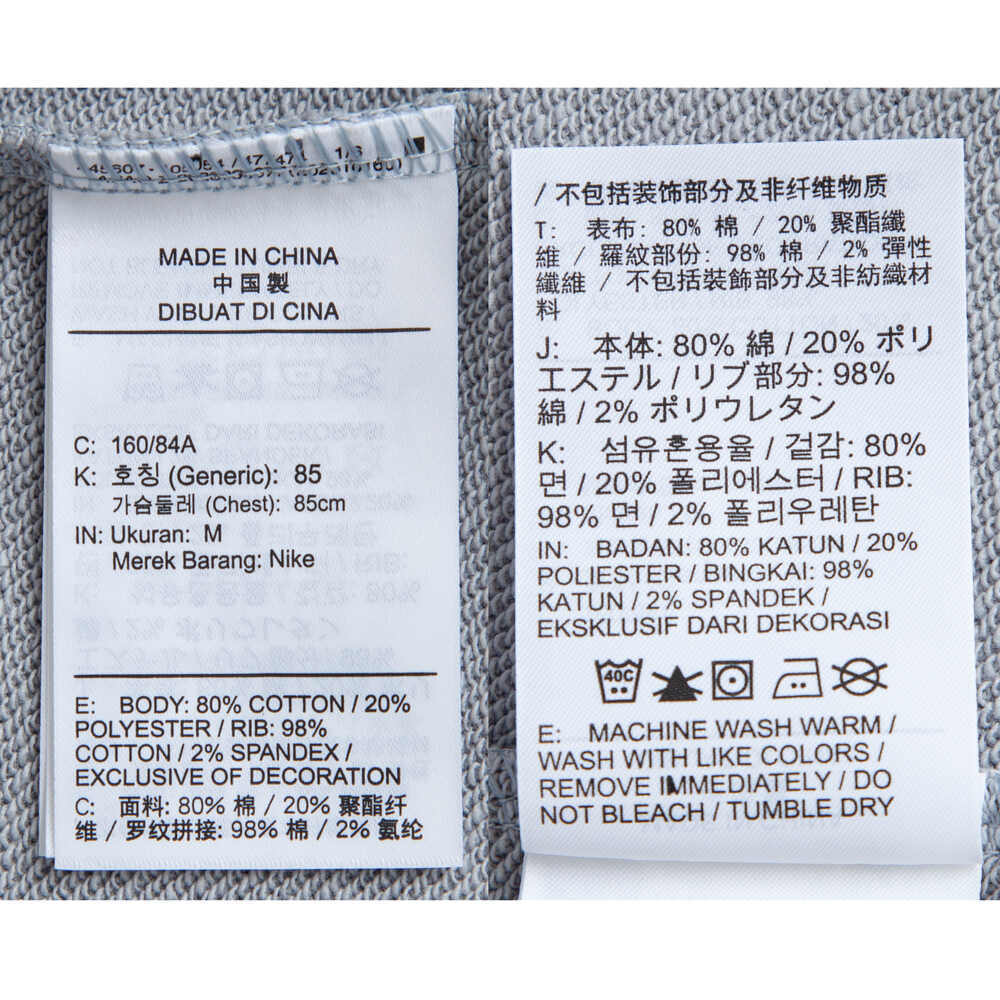 MADE IN CHINA
中国製
DIBUAT DI CINA
C: 160/84A
K: 호칭 (Generic): 85
가슴둘레 (Chest): 85cm
IN: Ukuran: M
Merek Barang: Nike
E: BODY: 80% COTTON / 20%
POLYESTER / RIB: 98%
COTTON / 2% SPANDEX /
EXCLUSIVE OF DECORATION
C: 面料: 80% 棉 / 20% 聚酯纤
维 / 罗纹拼接: 98% 棉 / 2% 氨纶
/ 不包括装饰部分及非纤维物质
T: 表布: 80% 棉 / 20% 聚酯纖
維 / 羅紋部份: 98% 棉 / 2% 彈性
纖維 / 不包括裝飾部分及非紡織材
料
J: 本体: 80% 綿 / 20% ポリ
エステル / リブ部分: 98%
綿 / 2% ポリウレタン
K: 섬유혼용율 / 겉감: 80%
면 / 20% 폴리에스터 / RIB:
98% 면 / 2% 폴리우레탄
IN: BADAN: 80% KATUN / 20%
POLIESTER / BINGKAI: 98%
KATUN / 2% SPANDEK /
EKSKLUSIF DARI DEKORASI
40C
E: MACHINE WASH WARM /
WASH WITH LIKE COLORS /
REMOVE IMMEDIATELY / DO
NOT BLEACH / TUMBLE DRY